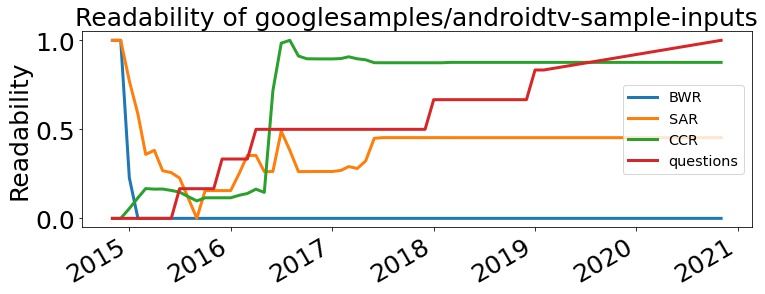 Readability of googlesamples/androidtv-sample-inputs
Readability
1.0
0.5
0.0
BWR
SAR
CCR
questions
2015
2016
2017
2018
2019
2020
2021